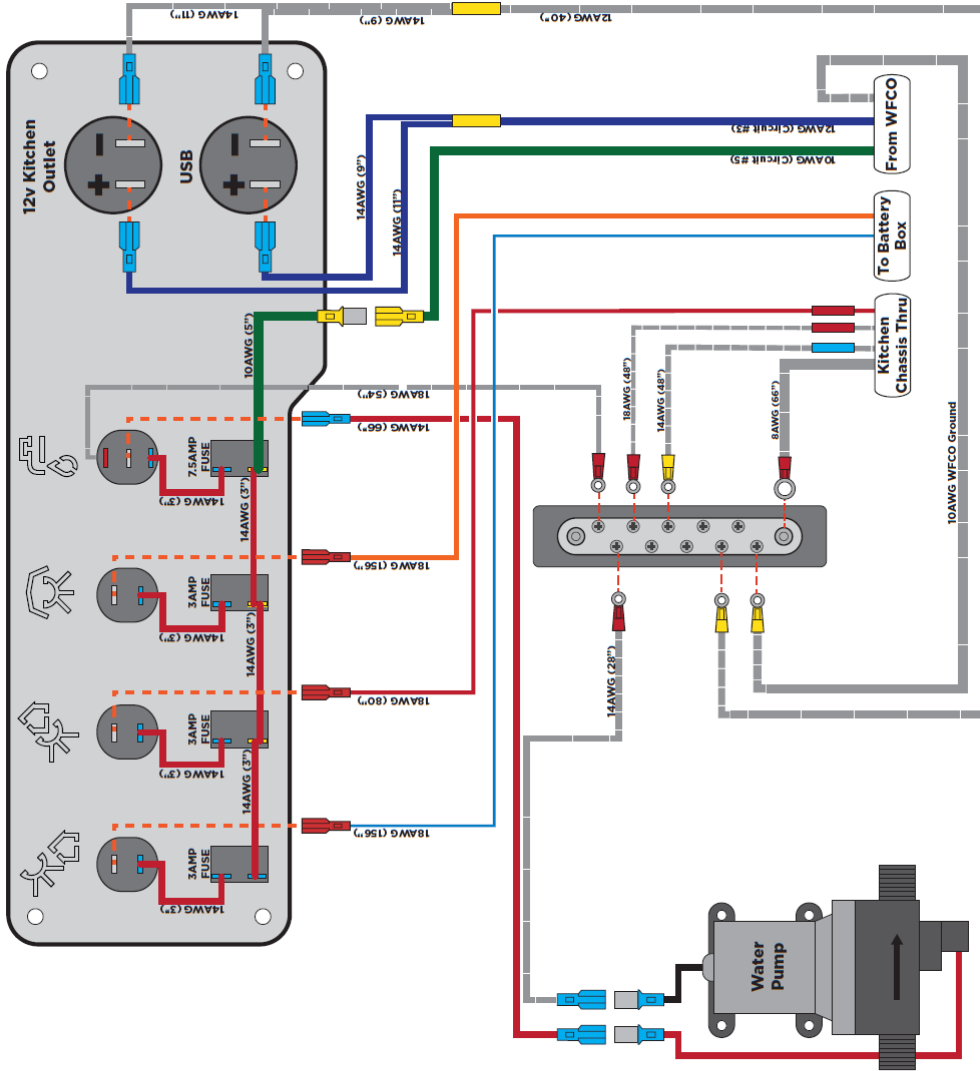 14AWG (11")
14AWG (9")
12AWG (40")
12v Kitchen
Outlet
USB
14AWG (9")
14AWG (11")
12AWG (Circuit #3)
10AWG (Circuit #5)
From WFCO
To Battery
Box
Kitchen
Chassis Thru
10AWG (5")
18AWG (54")
14AWG (66")
18AWG (48")
14AWG (48")
8AWG (66")
10AWG WFCO Ground
7.5AMP
FUSE
14AWG (3")
14AWG (3")
18AWG (156")
3AMP
FUSE
14AWG (3")
14AWG (3")
18AWG (80")
3AMP
FUSE
14AWG (3")
14AWG (3")
18AWG (156")
3AMP
FUSE
14AWG (3")
14AWG (28")
Water
Pump